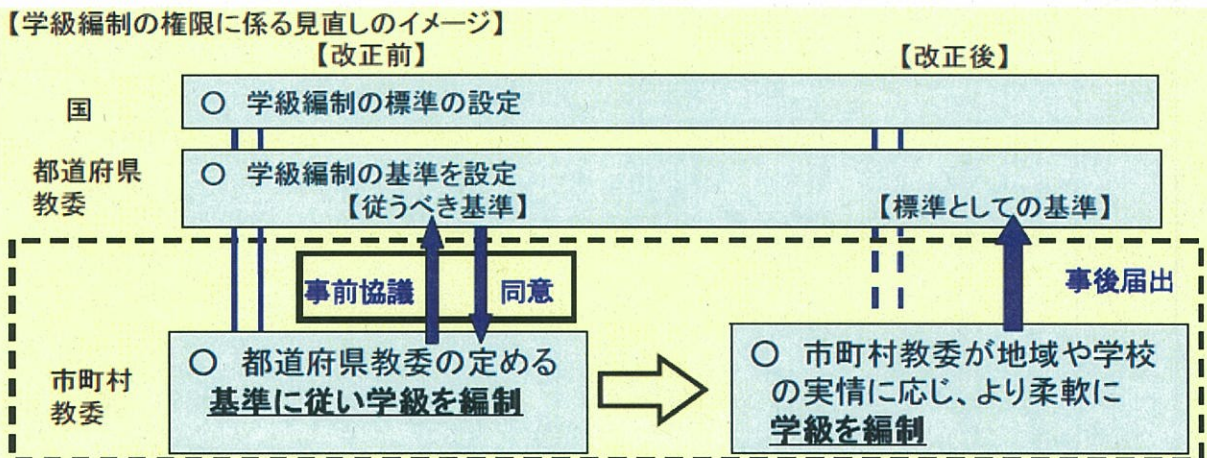 【学級編制の権限に係る見直しのイメージ】
【改正前】
【改正後】
国
○ 学級編制の標準の設定
都道府県
教委
○ 学級編制の基準を設定
【従うべき基準】
【標準としての基準】
事前協議
同意
事後届出
市町村
教委
○ 都道府県教委の定める
基準に従い学級を編制
○ 市町村教委が地域や学校
の実情に応じ、より柔軟に
学級を編制